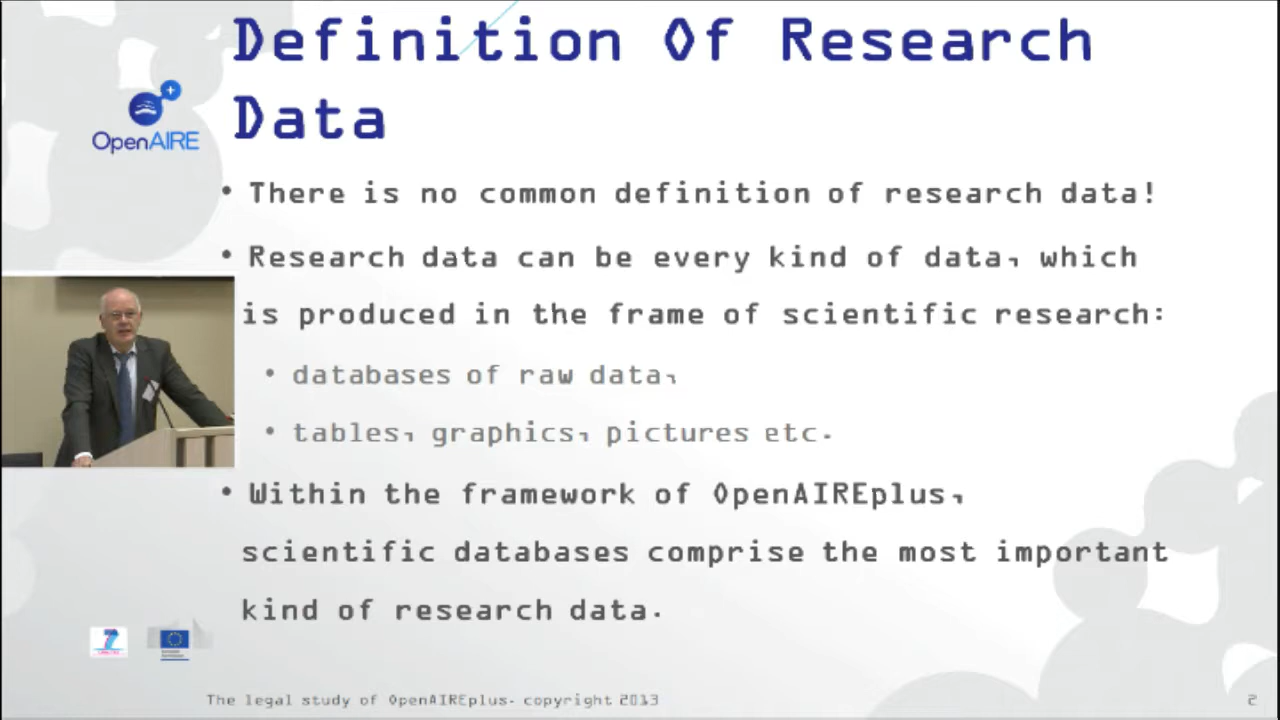 Definition Of Research
Data
OpenAIRE
• There is no common definition of research data!
• Research data can be every kind of data, which
is produced in the frame of scientific research:
• databases of raw data,
• tables, graphics, pictures etc.
• Within the framework of OpenAIREplus,
scientific databases comprise the most important
kind of research data.
The legal study of OpenAIREplus. copyright 2013
2